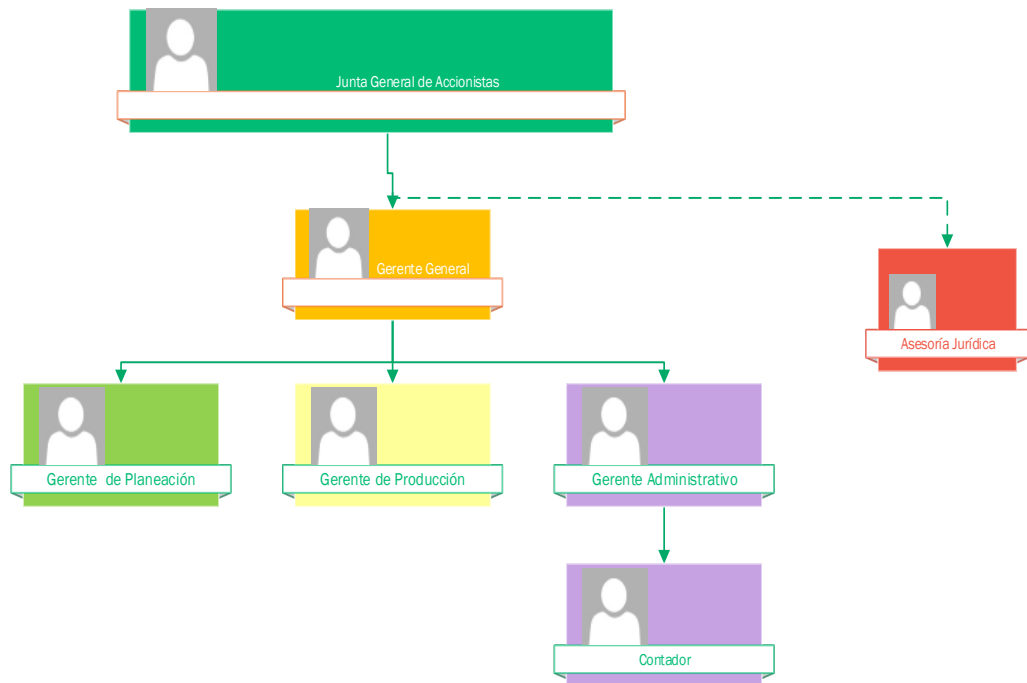 Junta General de Accionistas
Gerente General
Asesoría Jurídica
Gerente de Planeación
Gerente de Producción
Gerente Administrativo
Contador